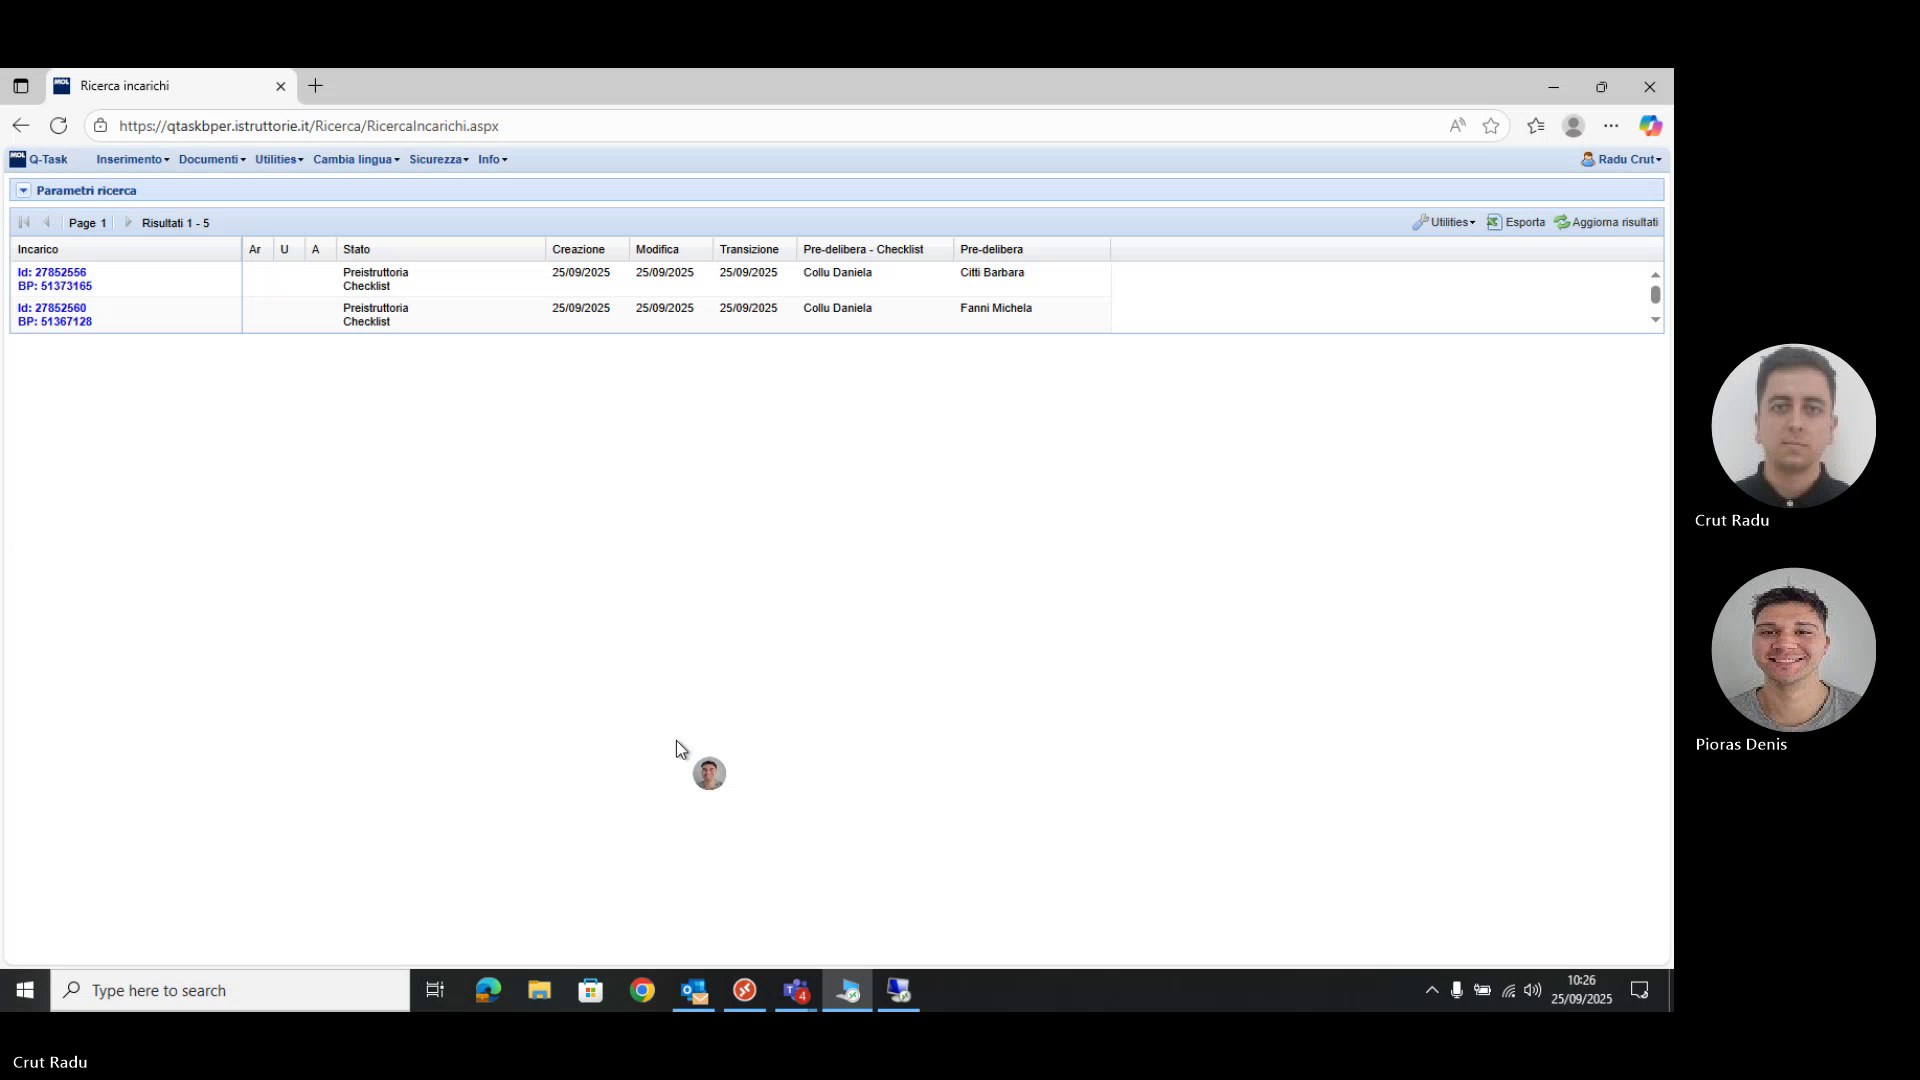 Ricerca incarichi
https://qtaskbper.istruttorie.it/Ricerca/RicercaIncarichi.aspx
MOL Q-Task Inserimento Documenti Utilities Cambia lingua Sicurezza Info Radu Crut
Parametri ricerca
Page 1 Risultati 1 - 5 Utilities Esporta Aggiorna risultati
Incarico Ar U A Stato Creazione Modifica Transizione Pre-delibera - Checklist Pre-delibera
Id: 27852556 Preistruttoria 25/09/2025 25/09/2025 25/09/2025 Collu Daniela Citti Barbara
BP: 51373165 Checklist
Id: 27852560 Preistruttoria 25/09/2025 25/09/2025 25/09/2025 Collu Daniela Fanni Michela
BP: 51367128 Checklist
Crut Radu
Pioras Denis
Type here to search
4
10:26
25/09/2025
Crut Radu